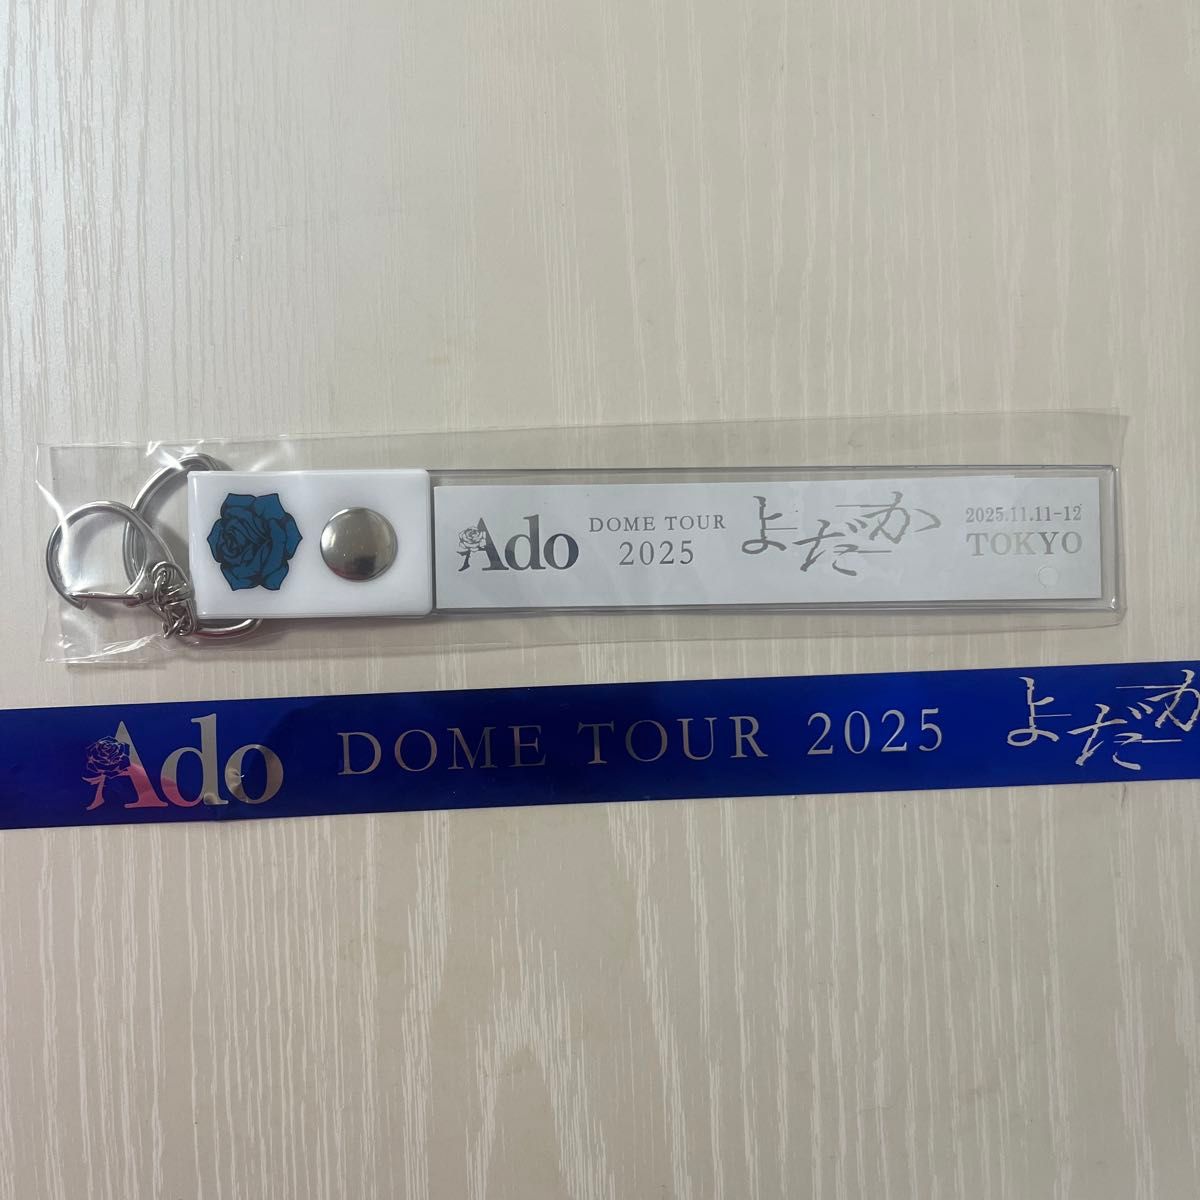 Ado DOME TOUR 2025 よだか 2025.11.11-12 TOKYO
Ado DOME TOUR 2025 よだか